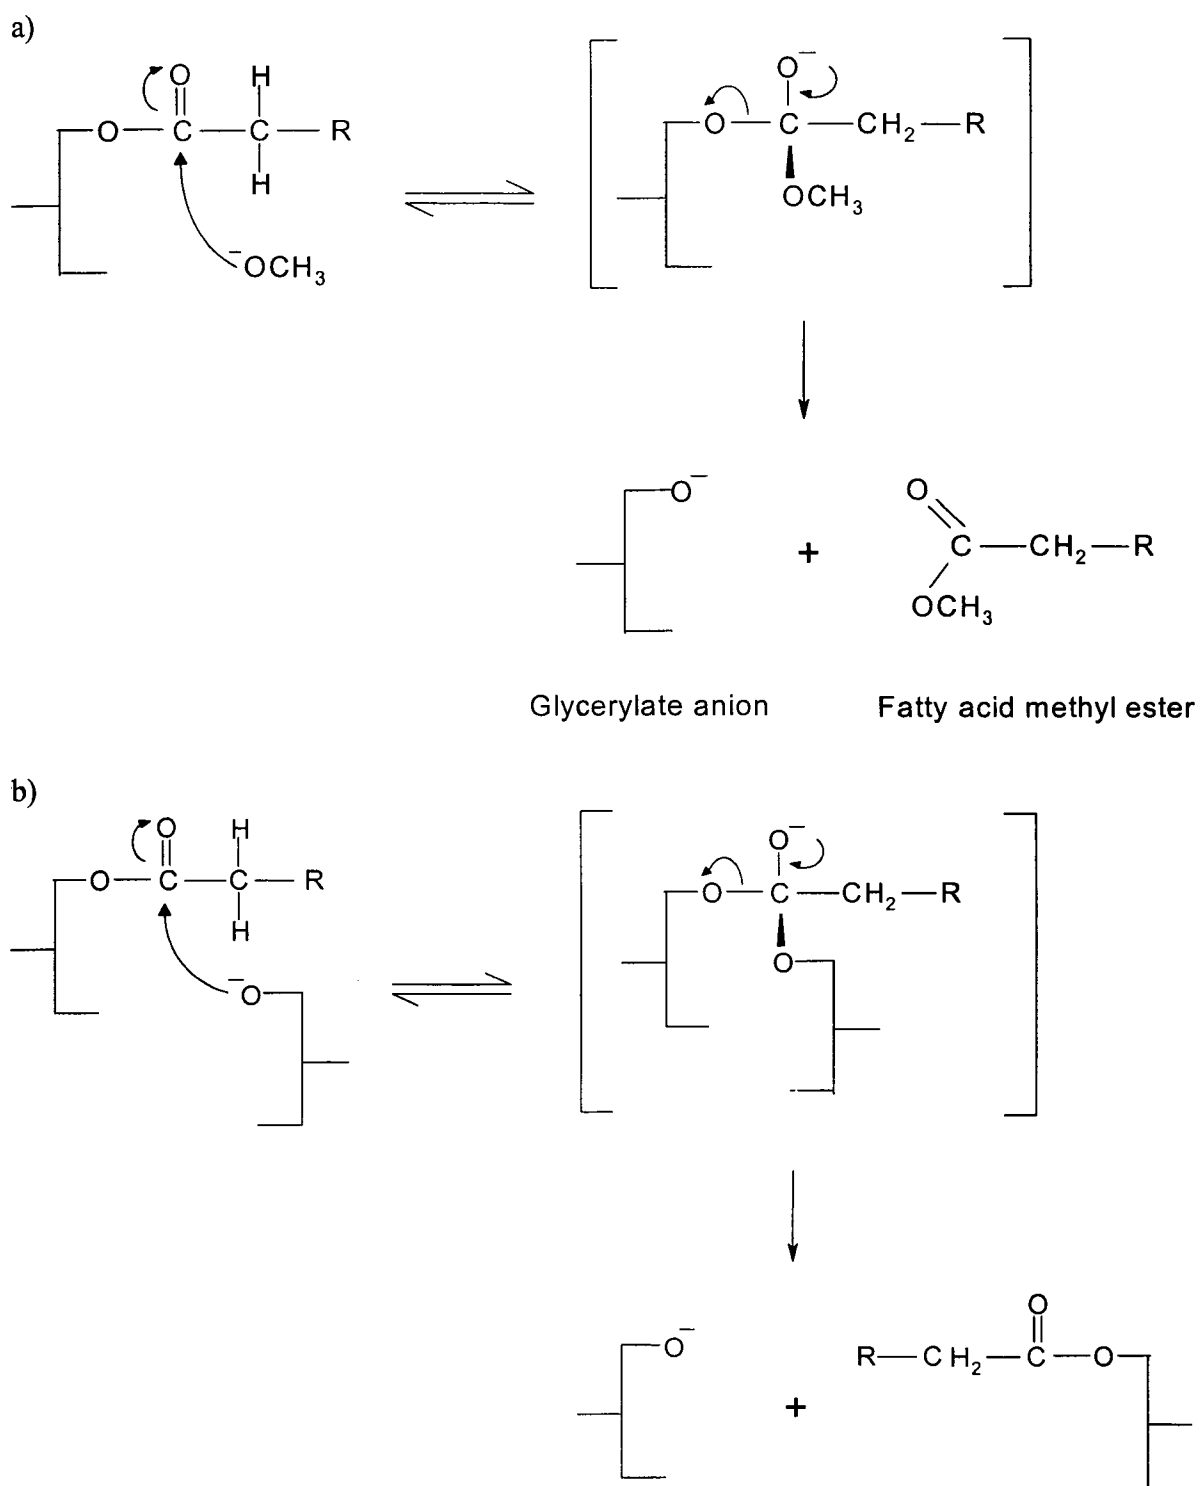 a)
O H O⁻
O C C R O C CH₂ R
H
⁻OCH₃ OCH₃
O⁻ O
+ C CH₂ R
OCH₃
Glycerylate anion Fatty acid methyl ester
b)
O H O⁻
O C C R O C CH₂ R
H
⁻O O
O
O⁻ R CH₂ C O
+